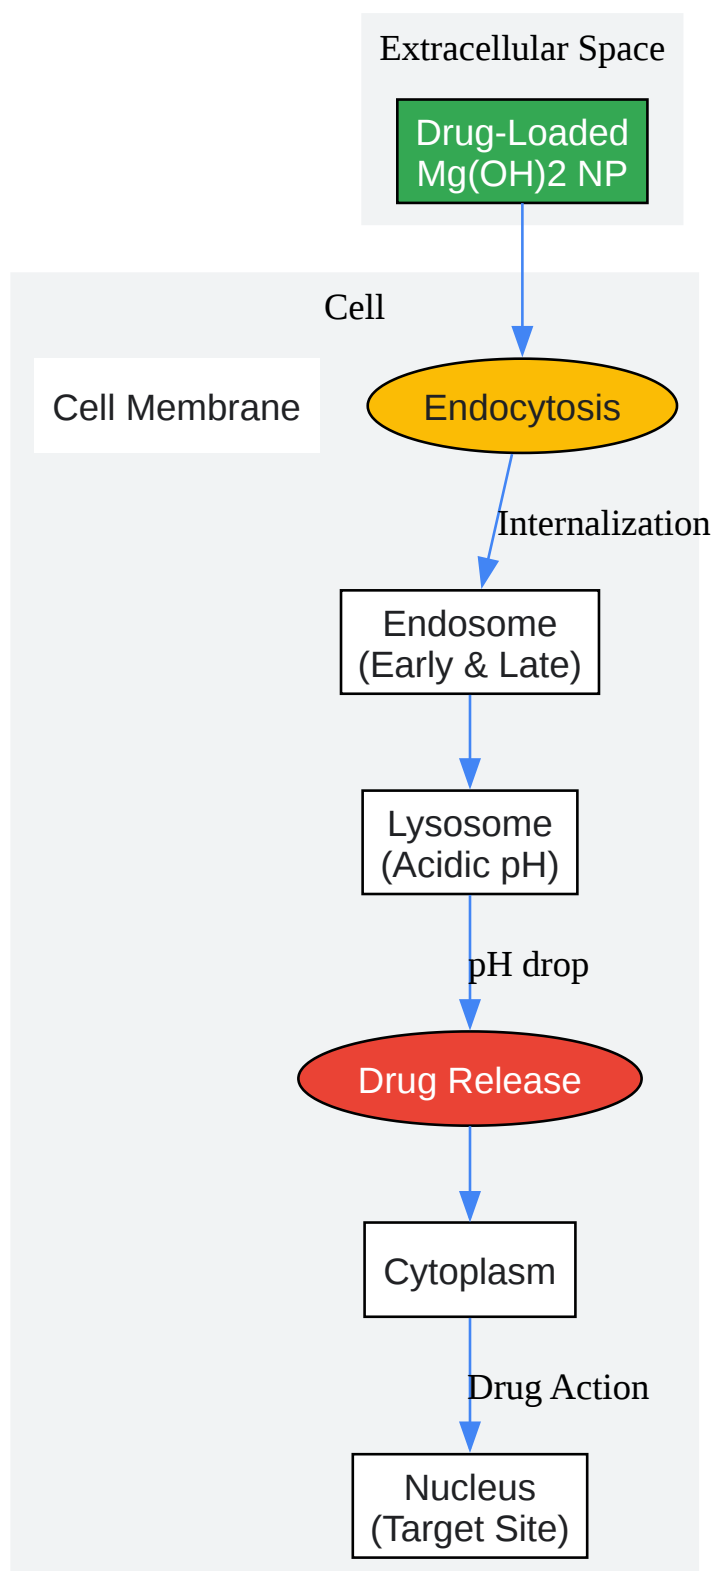 Extracellular Space
Drug-Loaded
Mg(OH)2 NP
Cell
Cell Membrane
Endocytosis
Internalization
Endosome
(Early & Late)
Lysosome
(Acidic pH)
pH drop
Drug Release
Cytoplasm
Drug Action
Nucleus
(Target Site)